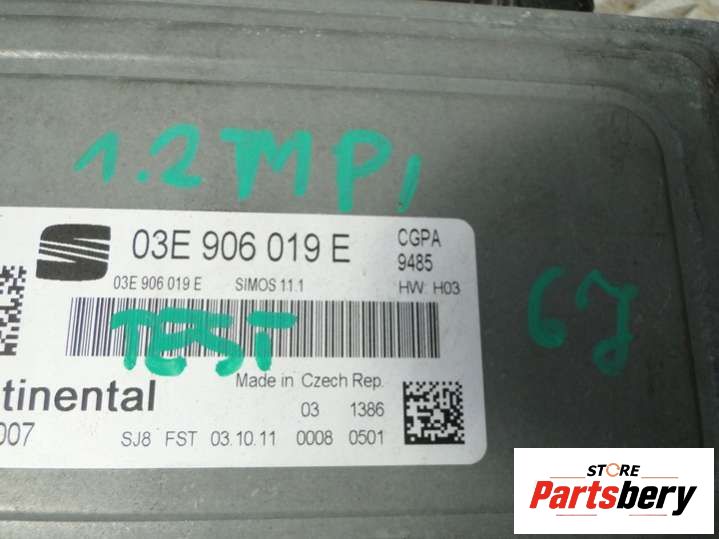 1.2 MPI
03E 906 019 E
CGPA
9485
03E 906 019 E SIMOS 11.1 HW: H03
TEST
6J
Made in Czech Rep.
tinental
03 1386
007 SJ8 FST 03.10.11 0008 0501
STORE
Partsbery